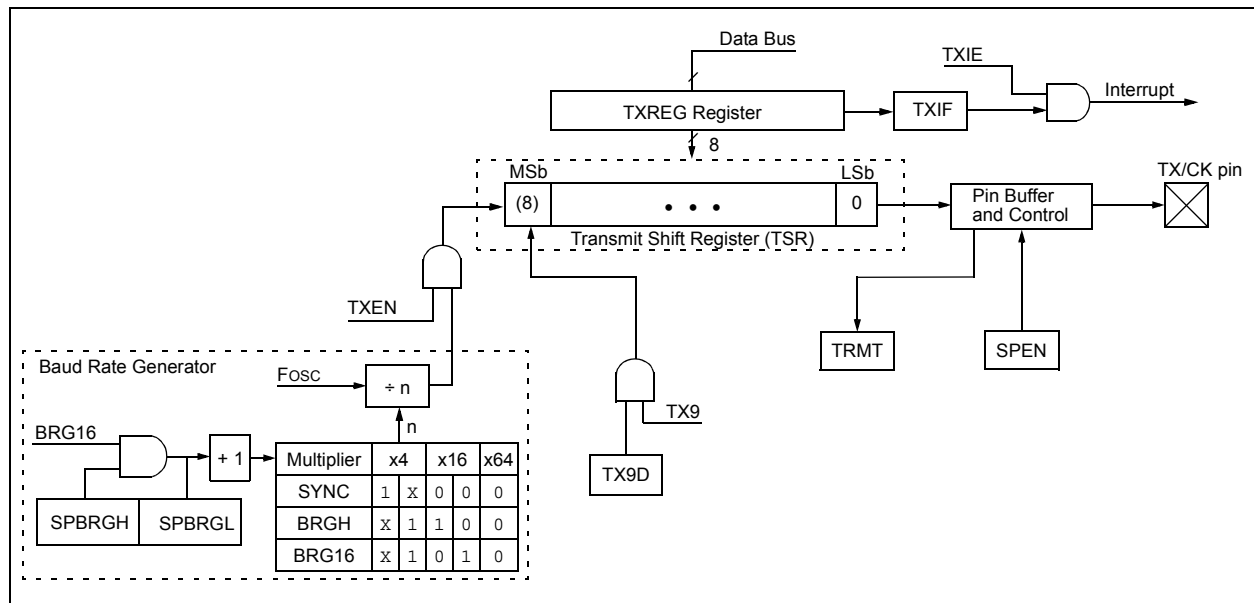 Data Bus
TXIE
Interrupt
TXREG Register
TXIF
8
MSb
LSb
TX/CK pin
(8)
• • •
0
Pin Buffer
and Control
Transmit Shift Register (TSR)
TXEN
TRMT
SPEN
Baud Rate Generator
FOSC
÷ n
TX9
n
BRG16
+ 1
Multiplier x4 x16 x64
TX9D
SYNC 1 X 0 0 0
SPBRGH SPBRGL
BRGH X 1 1 0 0
BRG16 X 1 0 1 0